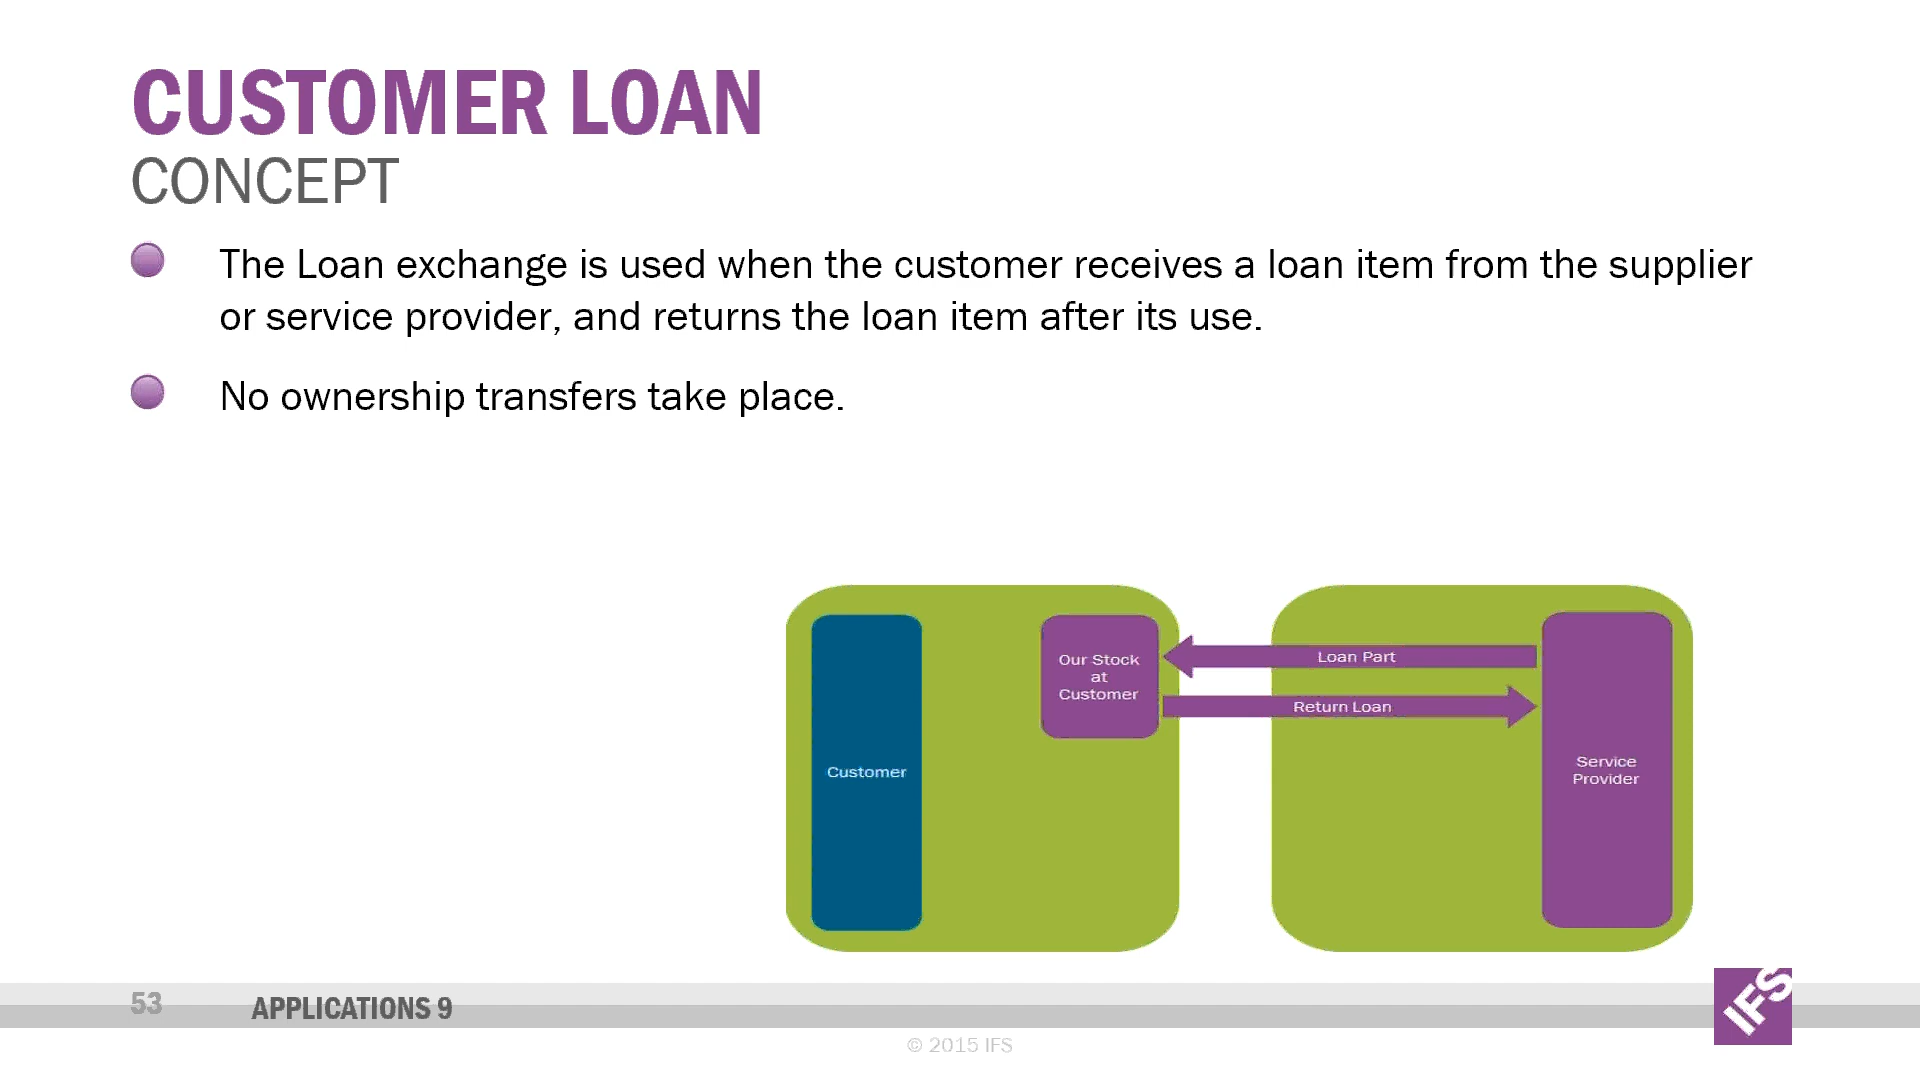 CUSTOMER LOAN
CONCEPT
The Loan exchange is used when the customer receives a loan item from the supplier
or service provider, and returns the loan item after its use.
No ownership transfers take place.
Customer
Our Stock
at
Customer
Loan Part
Return Loan
Service
Provider
53
APPLICATIONS 9
IFS
© 2015 IFS